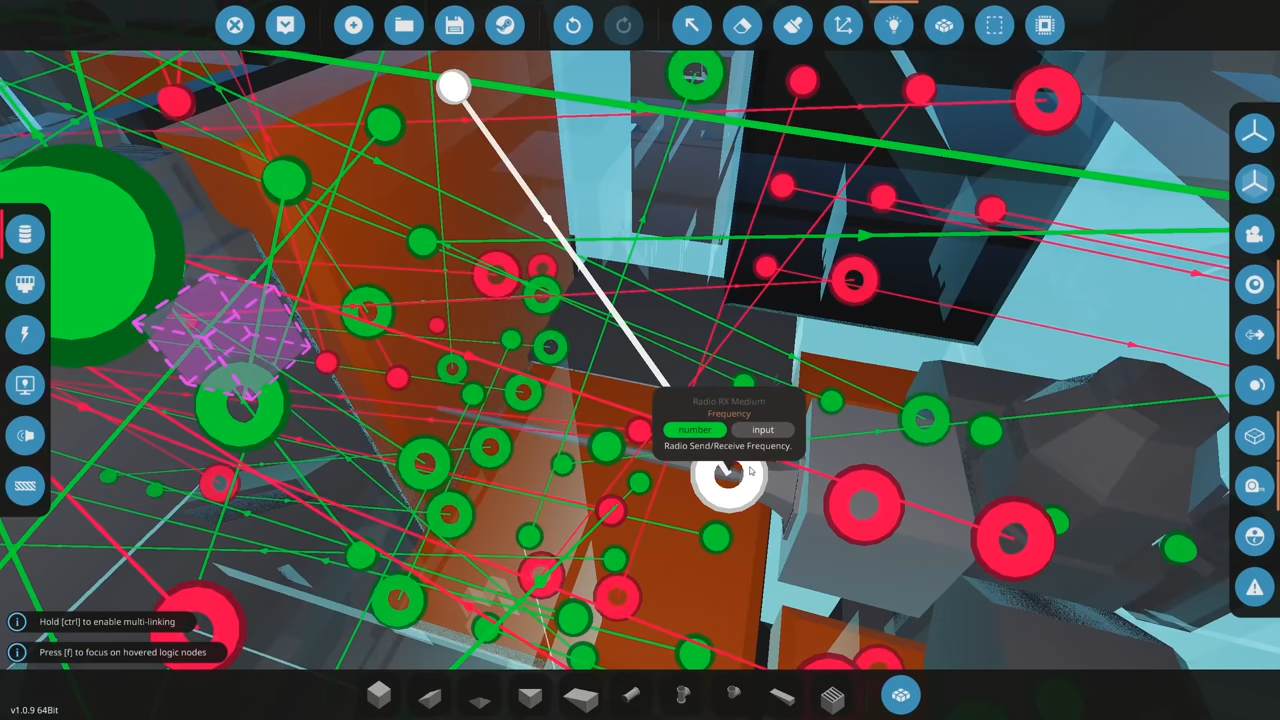 Radio RX Medium
Frequency
number input
Radio Send/Receive Frequency.
Hold [ctrl] to enable multi-linking
Press [f] to focus on hovered logic nodes
v1.0.9 64Bit